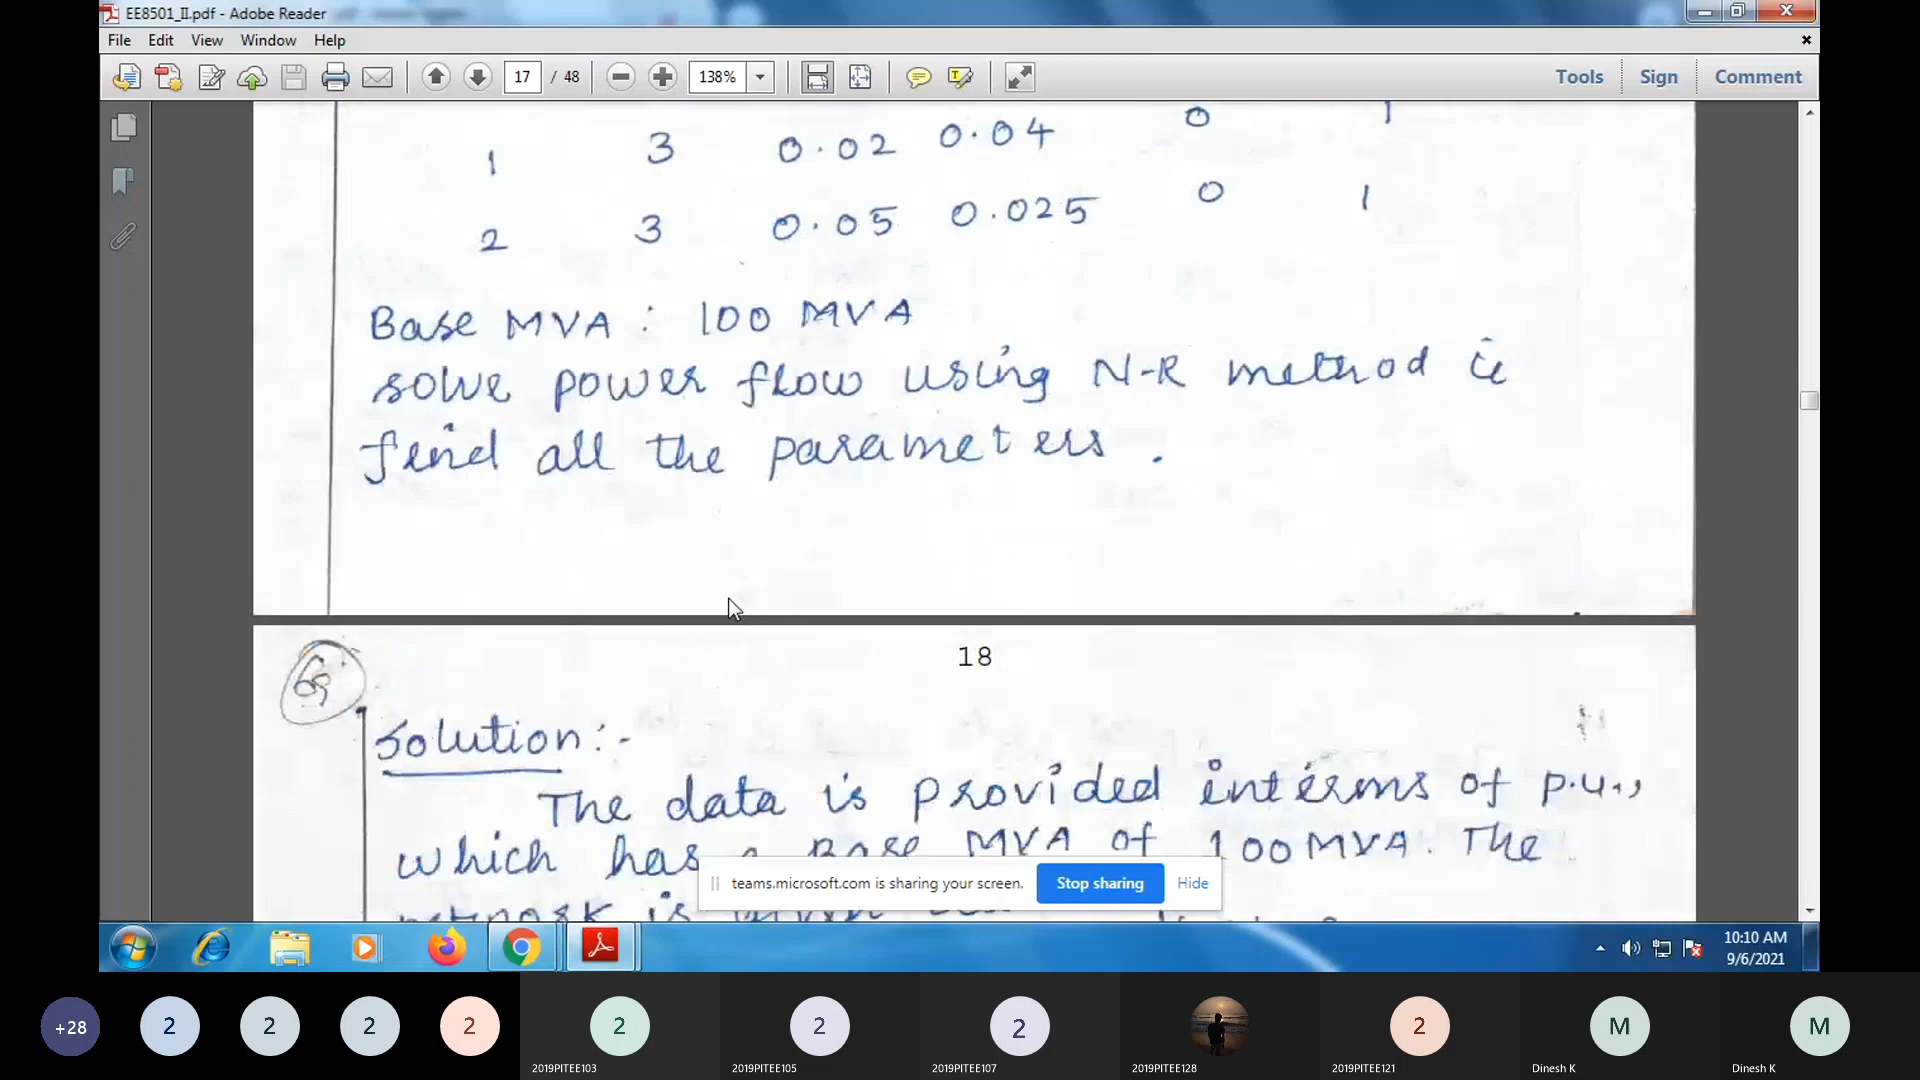 EE8501_II.pdf - Adobe Reader
File Edit View Window Help
17 / 48 138% Tools Sign Comment
1 3 0.02 0.04 0 1
2 3 0.05 0.025 0 1
Base MVA : 100 MVA
solve power flow using N-R method ie
find all the parameters .
18
Solution:-
The data is provided interms of p.u.,
which has a Base MVA of 100MVA. The
teams.microsoft.com is sharing your screen. Stop sharing Hide
10:10 AM
9/6/2021
+28 2 2 2 2 2 2 2 2 M M
2019PITEE103 2019PITEE105 2019PITEE107 2019PITEE128 2019PITEE121 Dinesh K Dinesh K